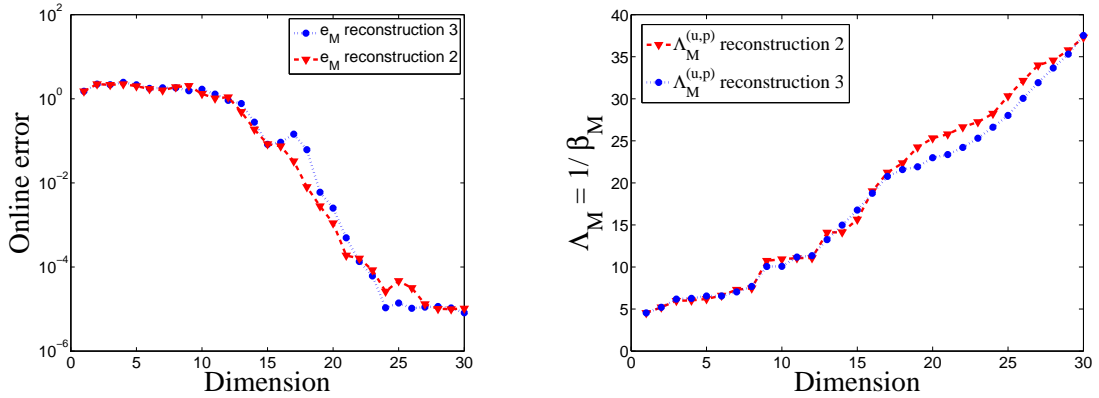 10^2
10^0
10^-2
10^-4
10^-6
Online error
e_M reconstruction 3
e_M reconstruction 2
0 5 10 15 20 25 30
Dimension
40
35
30
25
20
15
10
5
0
Λ_M = 1/ β_M
Λ_M^(u,p) reconstruction 2
Λ_M^(u,p) reconstruction 3
0 5 10 15 20 25 30
Dimension